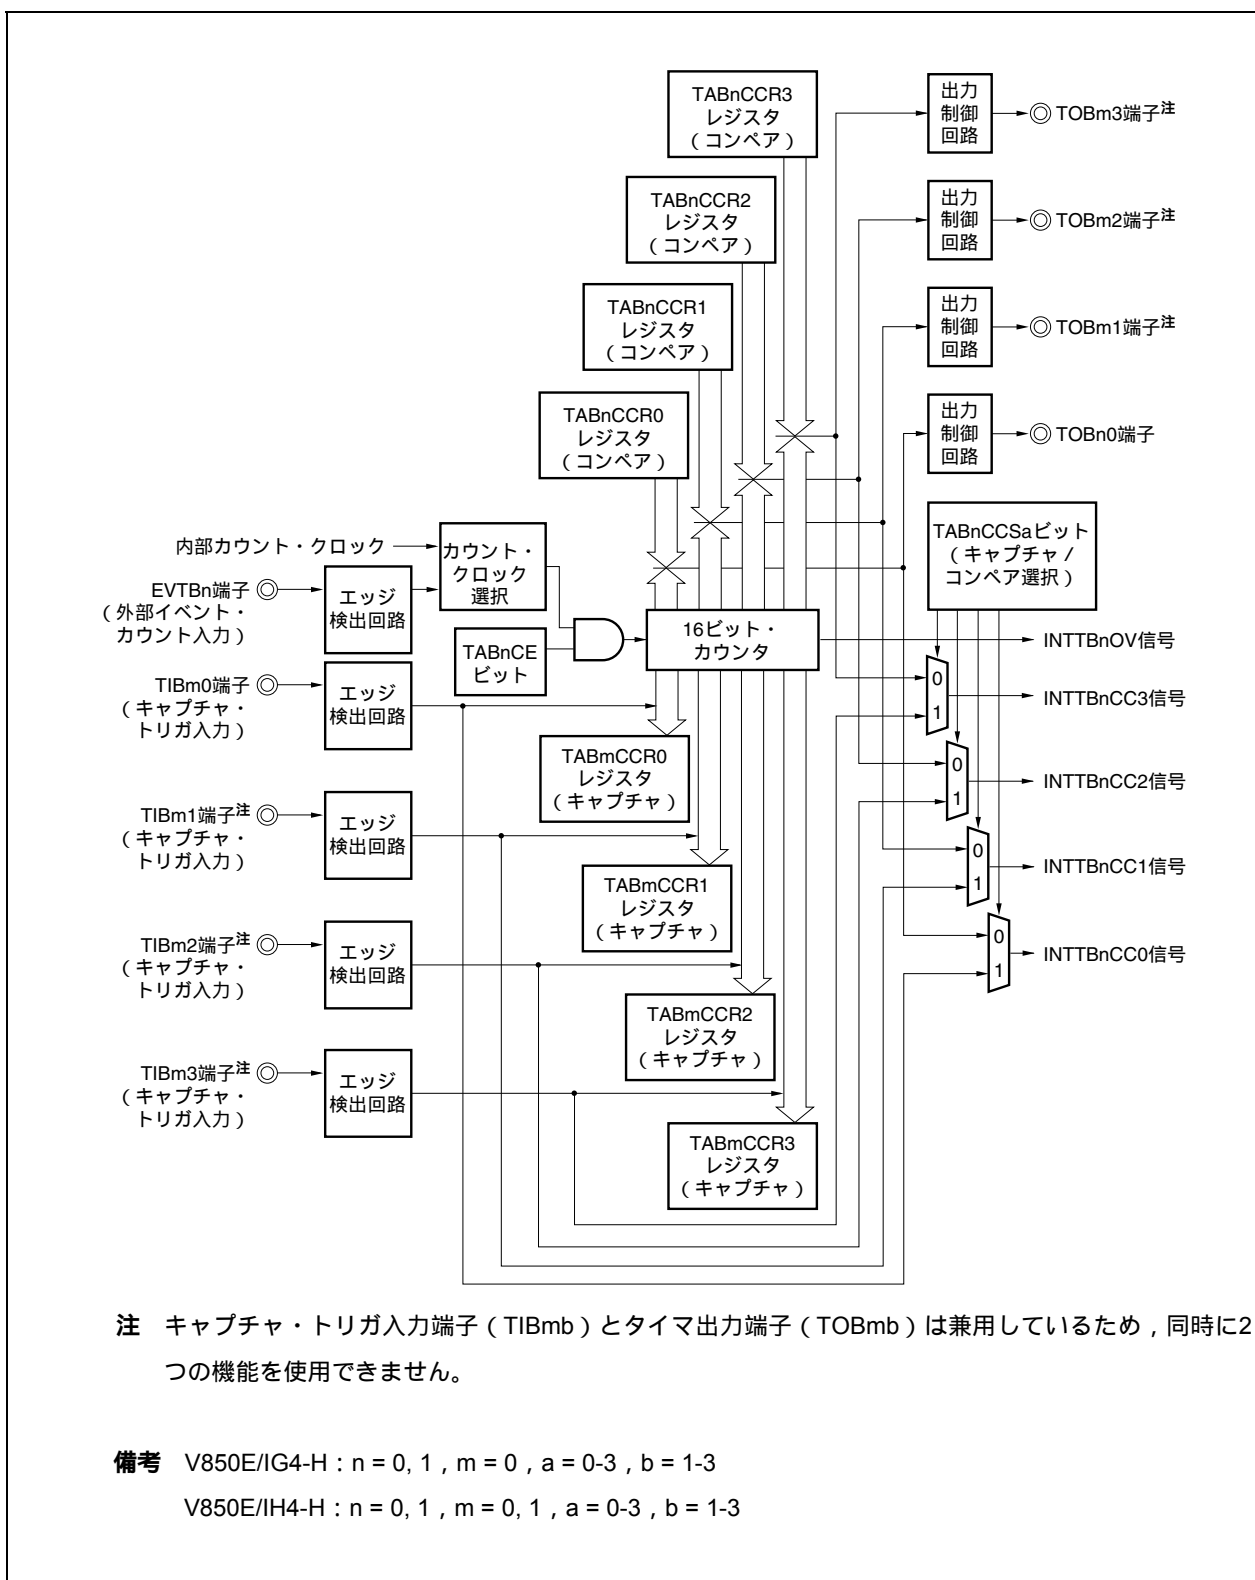 TABnCCR3
レジスタ
(コンペア)
出力
制御
回路
TOBm3端子注
TABnCCR2
レジスタ
(コンペア)
出力
制御
回路
TOBm2端子注
TABnCCR1
レジスタ
(コンペア)
出力
制御
回路
TOBm1端子注
TABnCCR0
レジスタ
(コンペア)
出力
制御
回路
TOBn0端子
TABnCCSaビット
(キャプチャ/
コンペア選択)
内部カウント・クロック
カウント・
クロック
選択
EVTBn端子
(外部イベント・
カウント入力)
エッジ
検出回路
TABnCE
ビット
16ビット・
カウンタ
INTTBnOV信号
TIBm0端子
(キャプチャ・
トリガ入力)
エッジ
検出回路
0
1
INTTBnCC3信号
TABmCCR0
レジスタ
(キャプチャ)
0
1
INTTBnCC2信号
TIBm1端子注
(キャプチャ・
トリガ入力)
エッジ
検出回路
0
1
INTTBnCC1信号
TABmCCR1
レジスタ
(キャプチャ)
TIBm2端子注
(キャプチャ・
トリガ入力)
エッジ
検出回路
0
1
INTTBnCC0信号
TABmCCR2
レジスタ
(キャプチャ)
TIBm3端子注
(キャプチャ・
トリガ入力)
エッジ
検出回路
TABmCCR3
レジスタ
(キャプチャ)
注 キャプチャ・トリガ入力端子(TIBmb)とタイマ出力端子(TOBmb)は兼用しているため,同時に2
つの機能を使用できません。
備考 V850E/IG4-H:n = 0, 1,m = 0,a = 0-3,b = 1-3
V850E/IH4-H:n = 0, 1,m = 0, 1,a = 0-3,b = 1-3